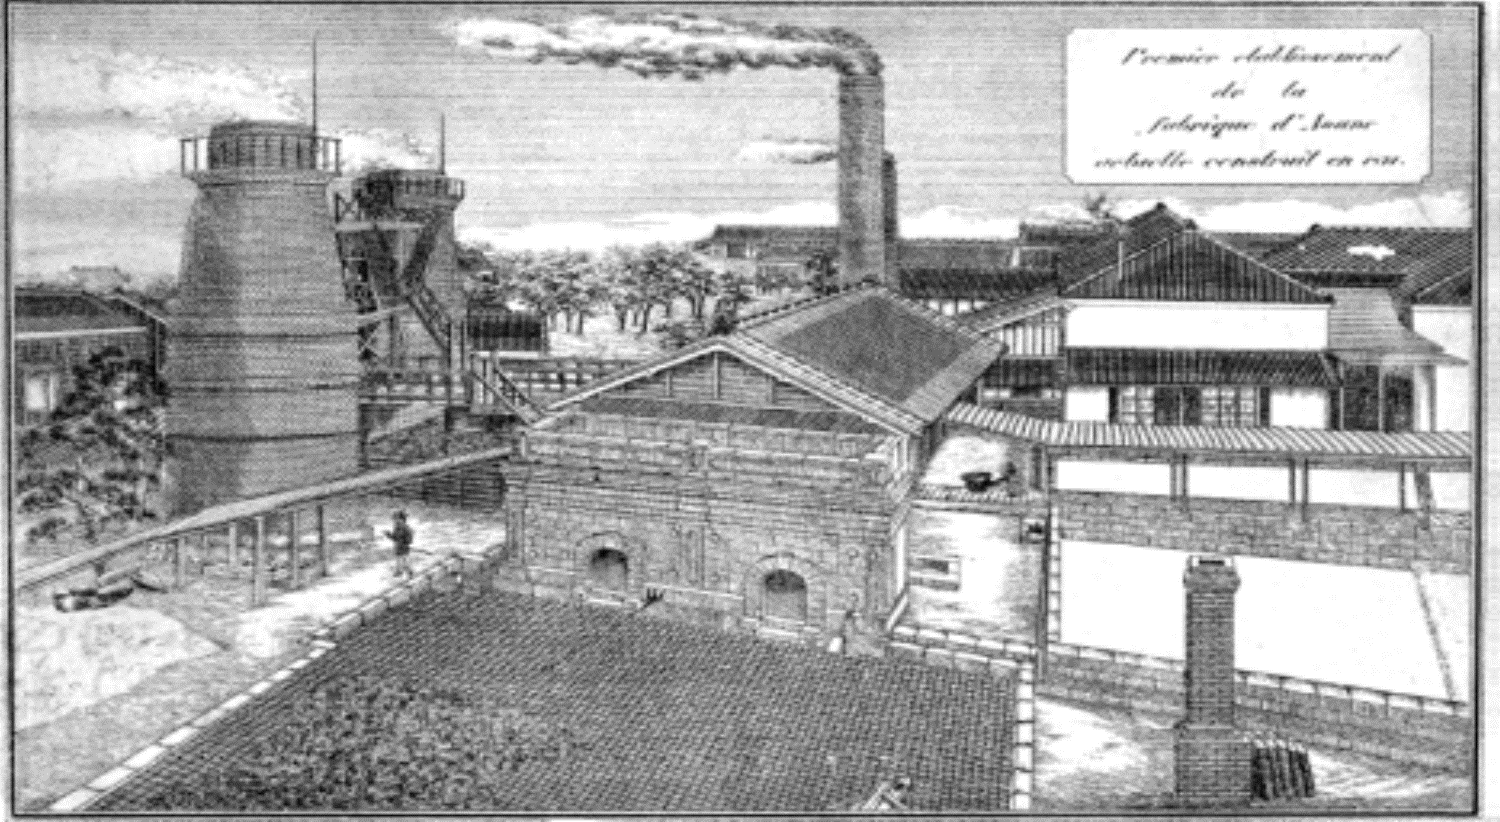 Premier etablissement
de la
fabrique d'Asano
actuelle construit en